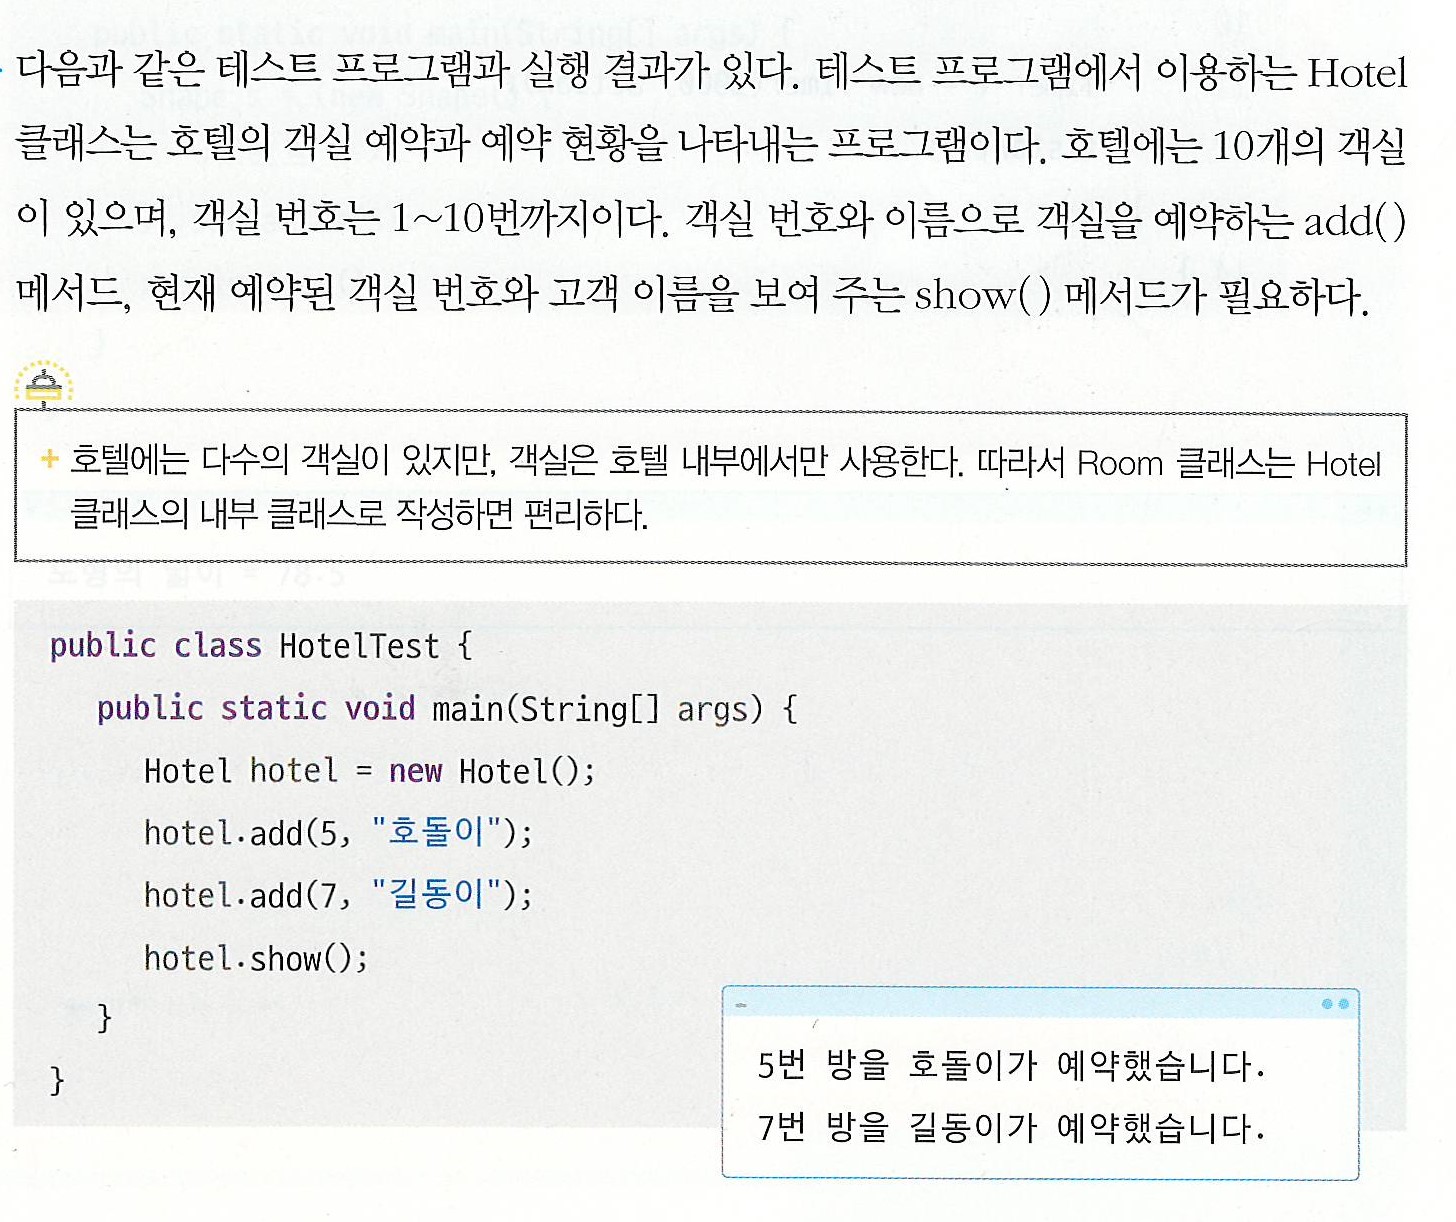 다음과 같은 테스트 프로그램과 실행 결과가 있다. 테스트 프로그램에서 이용하는 Hotel
클래스는 호텔의 객실 예약과 예약 현황을 나타내는 프로그램이다. 호텔에는 10개의 객실
이 있으며, 객실 번호는 1~10번까지이다. 객실 번호와 이름으로 객실을 예약하는 add()
메서드, 현재 예약된 객실 번호와 고객 이름을 보여 주는 show() 메서드가 필요하다.
+ 호텔에는 다수의 객실이 있지만, 객실은 호텔 내부에서만 사용한다. 따라서 Room 클래스는 Hotel
클래스의 내부 클래스로 작성하면 편리하다.
public class HotelTest {
public static void main(String[] args) {
Hotel hotel = new Hotel();
hotel.add(5, "호돌이");
hotel.add(7, "길동이");
hotel.show();
}
}
5번 방을 호돌이가 예약했습니다.
7번 방을 길동이가 예약했습니다.